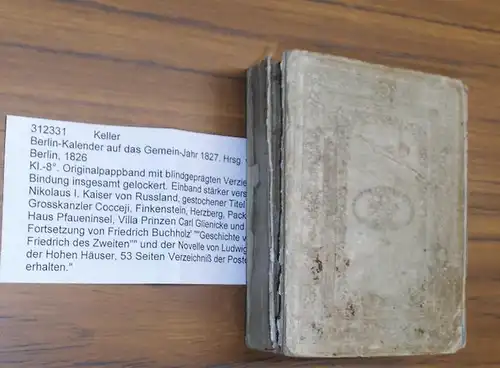 312331 Keller
Berlin-Kalender auf das Gemein-Jahr 1827. Hrsg.
Berlin, 1826
Kl.-8°. Originalpappband mit blindgeprägten Verzie
Bindung insgesamt gelockert. Einband stärker vers
Nikolaus I. Kaiser von Russland, gestochener Titel
Grosskanzler Cocceji, Finkenstein, Herzberg, Pack
Haus Pfaueninsel, Villa Prinzen Carl Glienicke und
Fortsetzung von Friedrich Buchholz' ""Geschichte v
Friedrich des Zweiten"" und der Novelle von Ludwig
der Hohen Häuser, 53 Seiten Verzeichniß der Poste
erhalten."